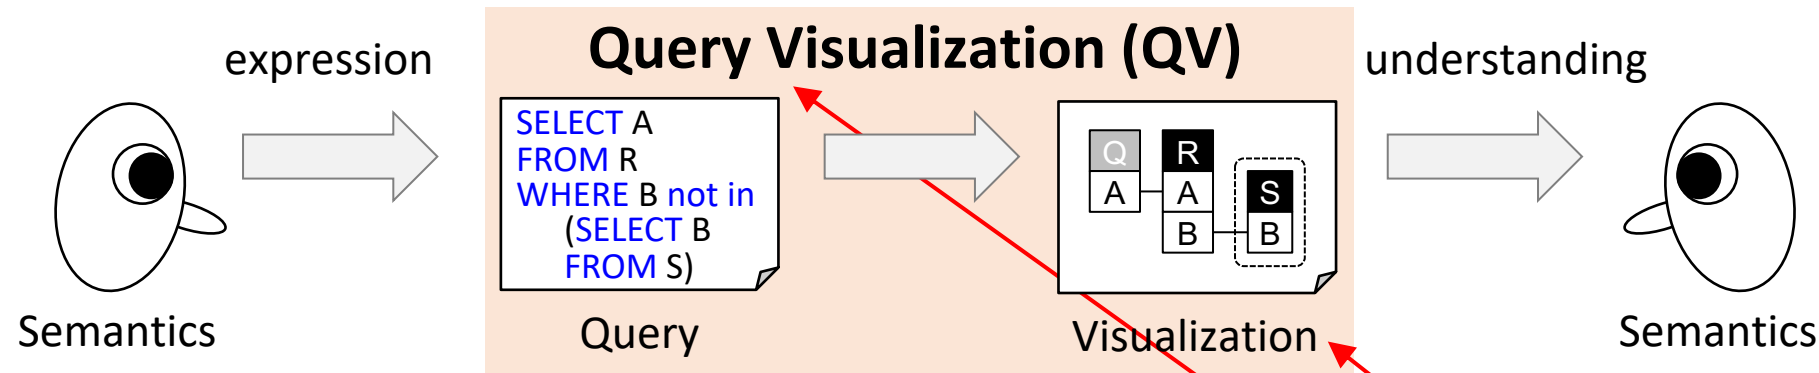 expression
Query Visualization (QV)
understanding
SELECT A
FROM R
WHERE B not in
(SELECT B
FROM S)
Q
R
A
A
S
B
B
Semantics
Query
Visualization
Semantics